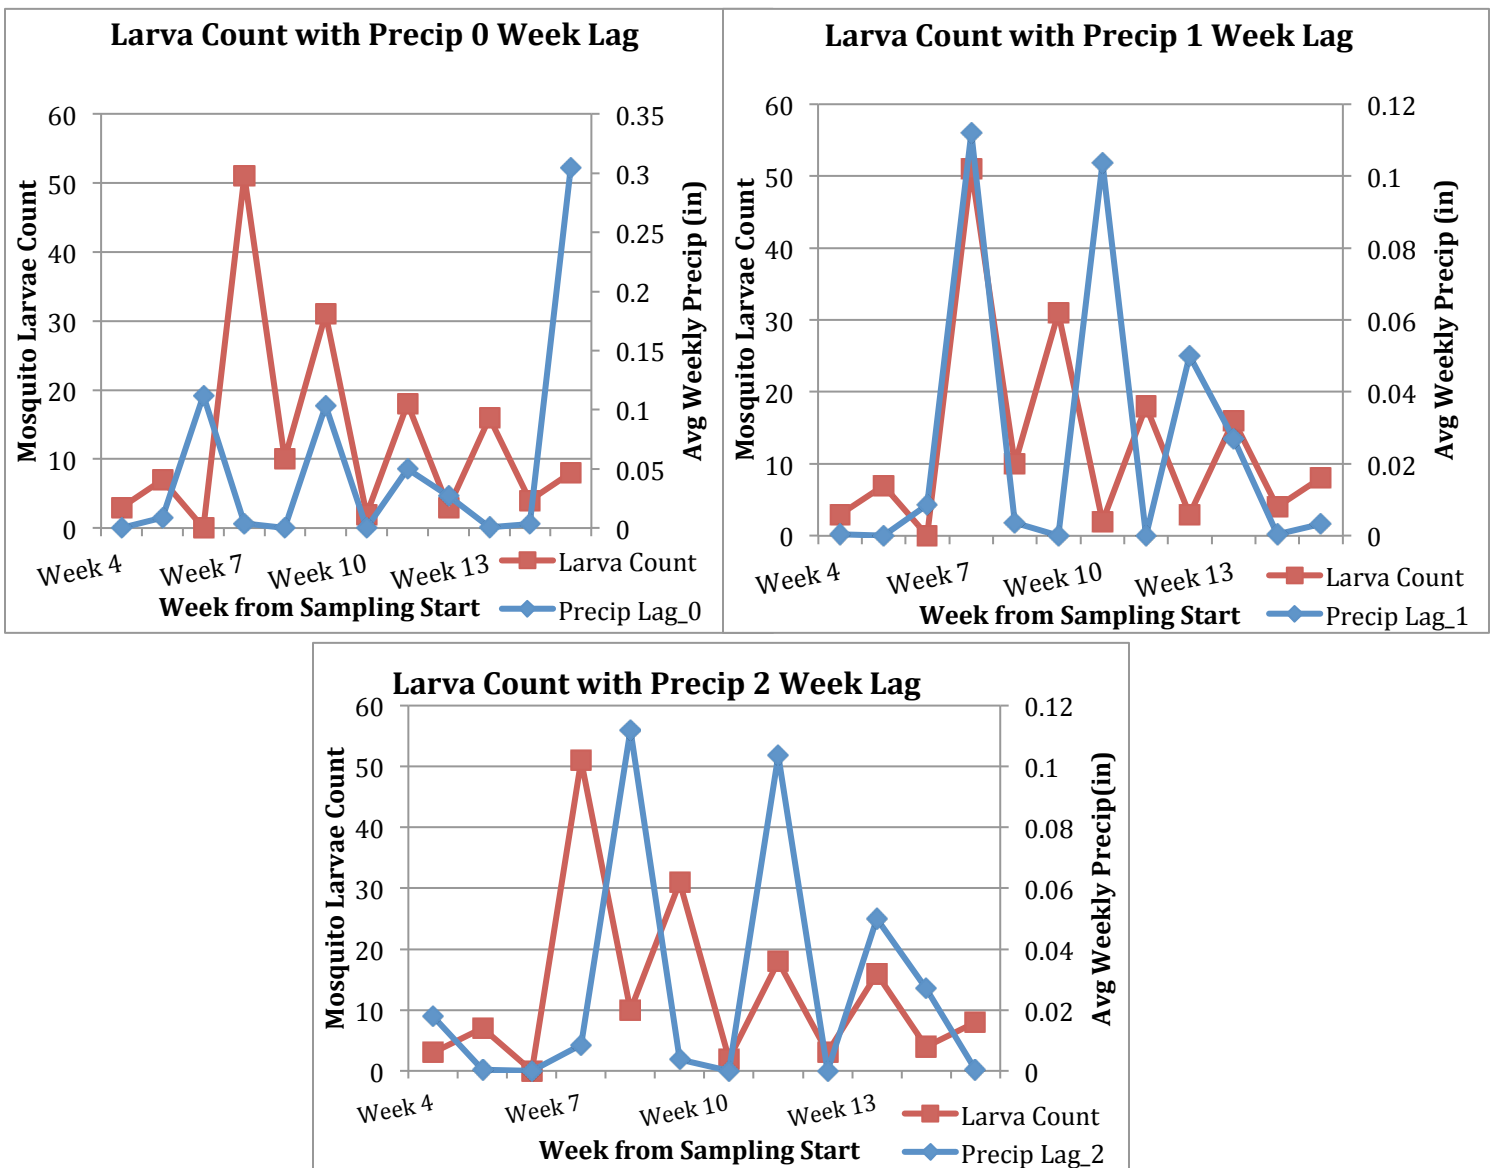 Larva Count with Precip 0 Week Lag
60
50
40
30
20
10
0
Mosquito Larvae Count
0.35
0.3
0.25
0.2
0.15
0.1
0.05
0
Avg Weekly Precip (in)
Week 4
Week 7
Week 10
Week 13
Week from Sampling Start
Larva Count
Precip Lag_0
Larva Count with Precip 1 Week Lag
60
50
40
30
20
10
0
Mosquito Larvae Count
0.12
0.1
0.08
0.06
0.04
0.02
0
Avg Weekly Precip (in)
Week 4
Week 7
Week 10
Week 13
Week from Sampling Start
Larva Count
Precip Lag_1
Larva Count with Precip 2 Week Lag
60
50
40
30
20
10
0
Mosquito Larvae Count
0.12
0.1
0.08
0.06
0.04
0.02
0
Avg Weekly Precip(in)
Week 4
Week 7
Week 10
Week 13
Week from Sampling Start
Larva Count
Precip Lag_2